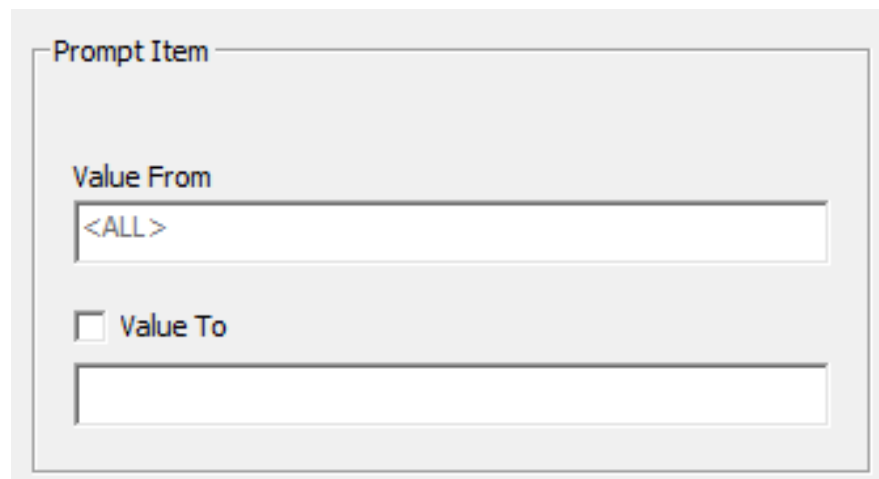 Prompt Item
Value From
<ALL>
Value To